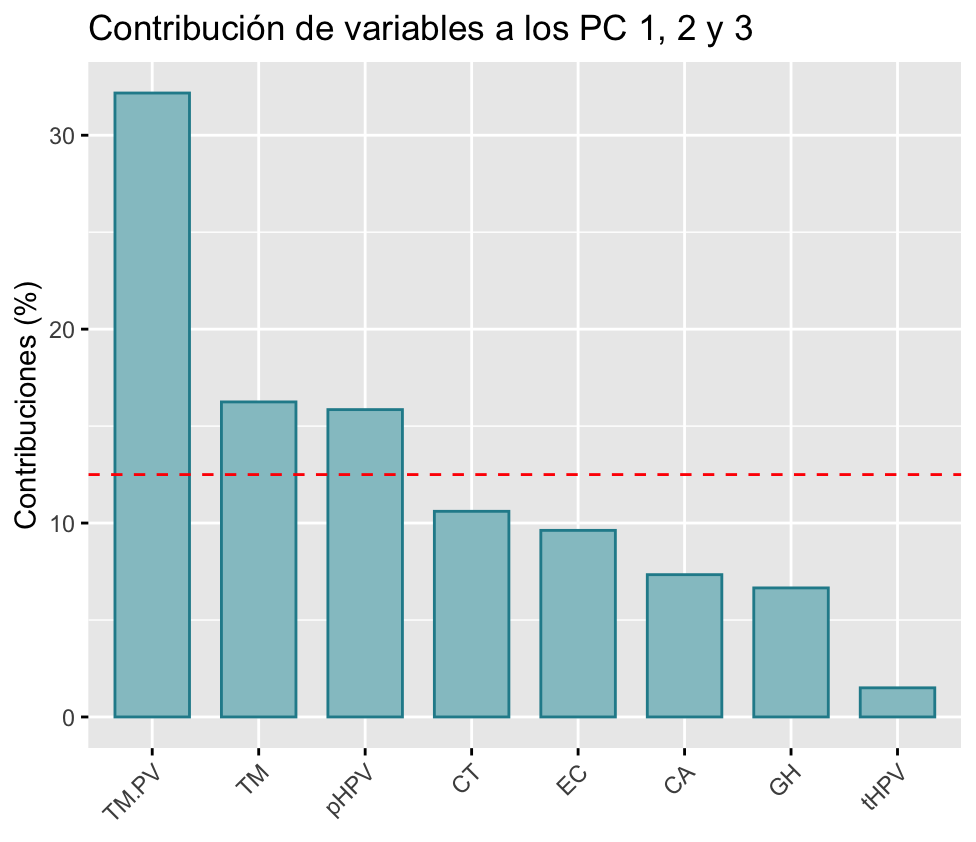 Contribución de variables a los PC 1, 2 y 3
Contribuciones (%)
30
20
10
0
TM.PV
TM
pHPV
CT
EC
CA
GH
tHPV